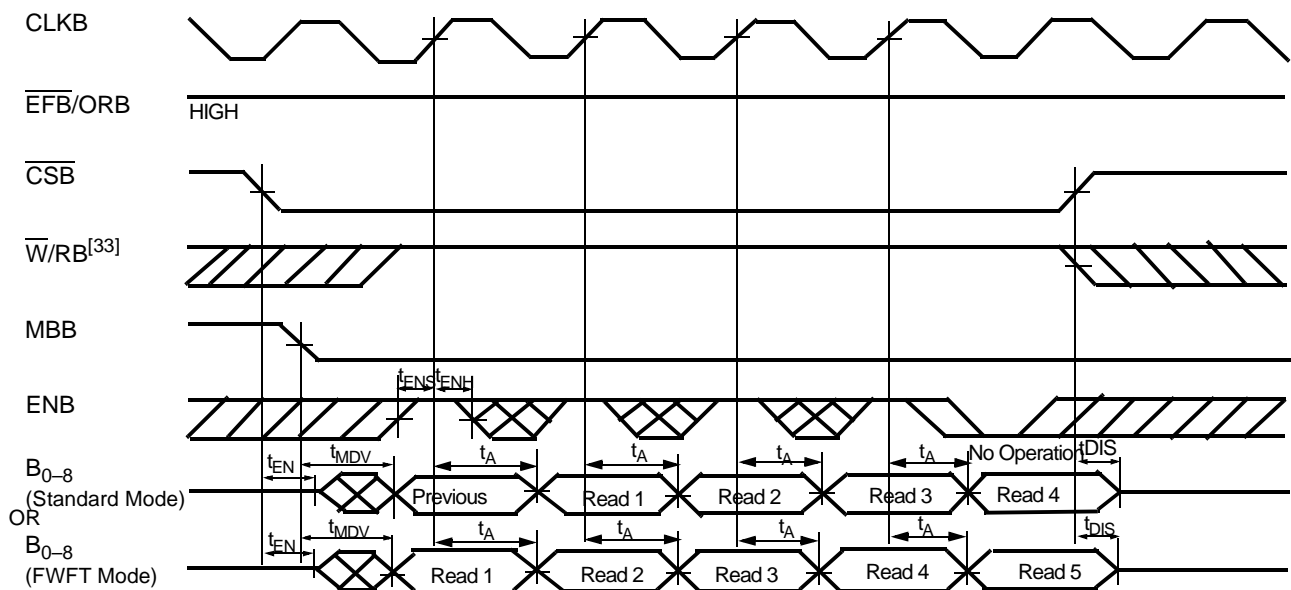 CLKB
EFB/ORB HIGH
CSB
W/RB[33]
MBB
tENS tENH
ENB
tEN tMDV tA tA tA tA No Operation tDIS
B0–8
(Standard Mode) Previous Read 1 Read 2 Read 3 Read 4
OR
tEN tMDV tA tA tA tA tDIS
B0–8
(FWFT Mode) Read 1 Read 2 Read 3 Read 4 Read 5